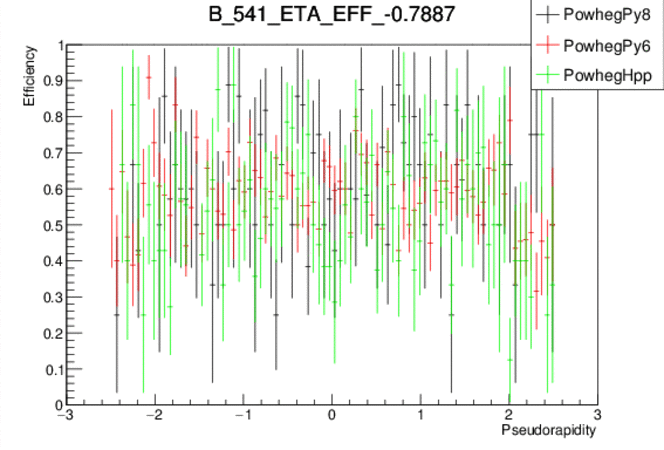 B_541_ETA_EFF_-0.7887
PowhegPy8
PowhegPy6
PowhegHpp
Efficiency
1
0.9
0.8
0.7
0.6
0.5
0.4
0.3
0.2
0.1
0
−3 −2 −1 0 1 2 3
Pseudorapidity